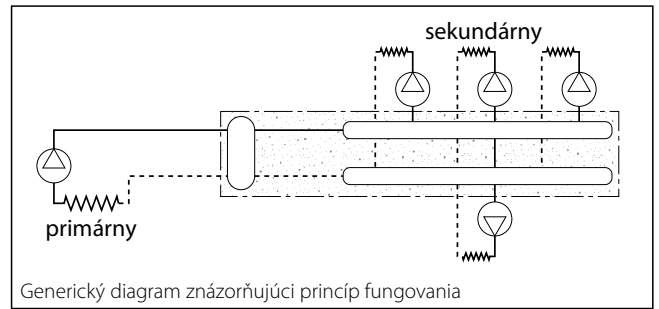 sekundárny
primárny
Generický diagram znázorňujúci princíp fungovania